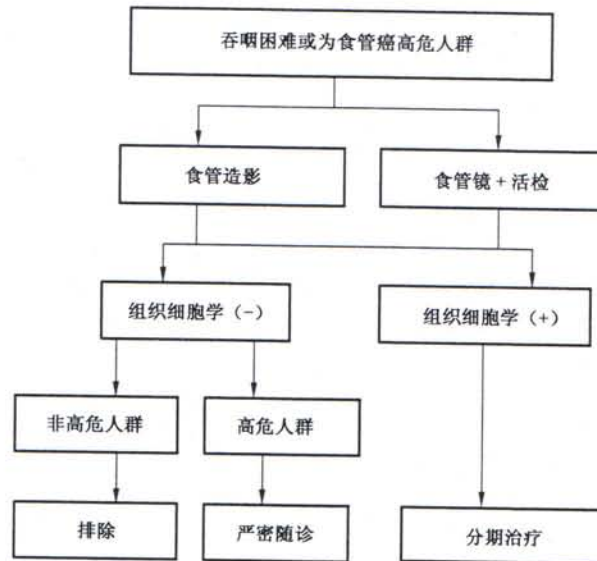 吞咽困难或为食管癌高危人群
食管造影
食管镜+活检
组织细胞学（-）
组织细胞学（+）
非高危人群
高危人群
排除
严密随诊
分期治疗